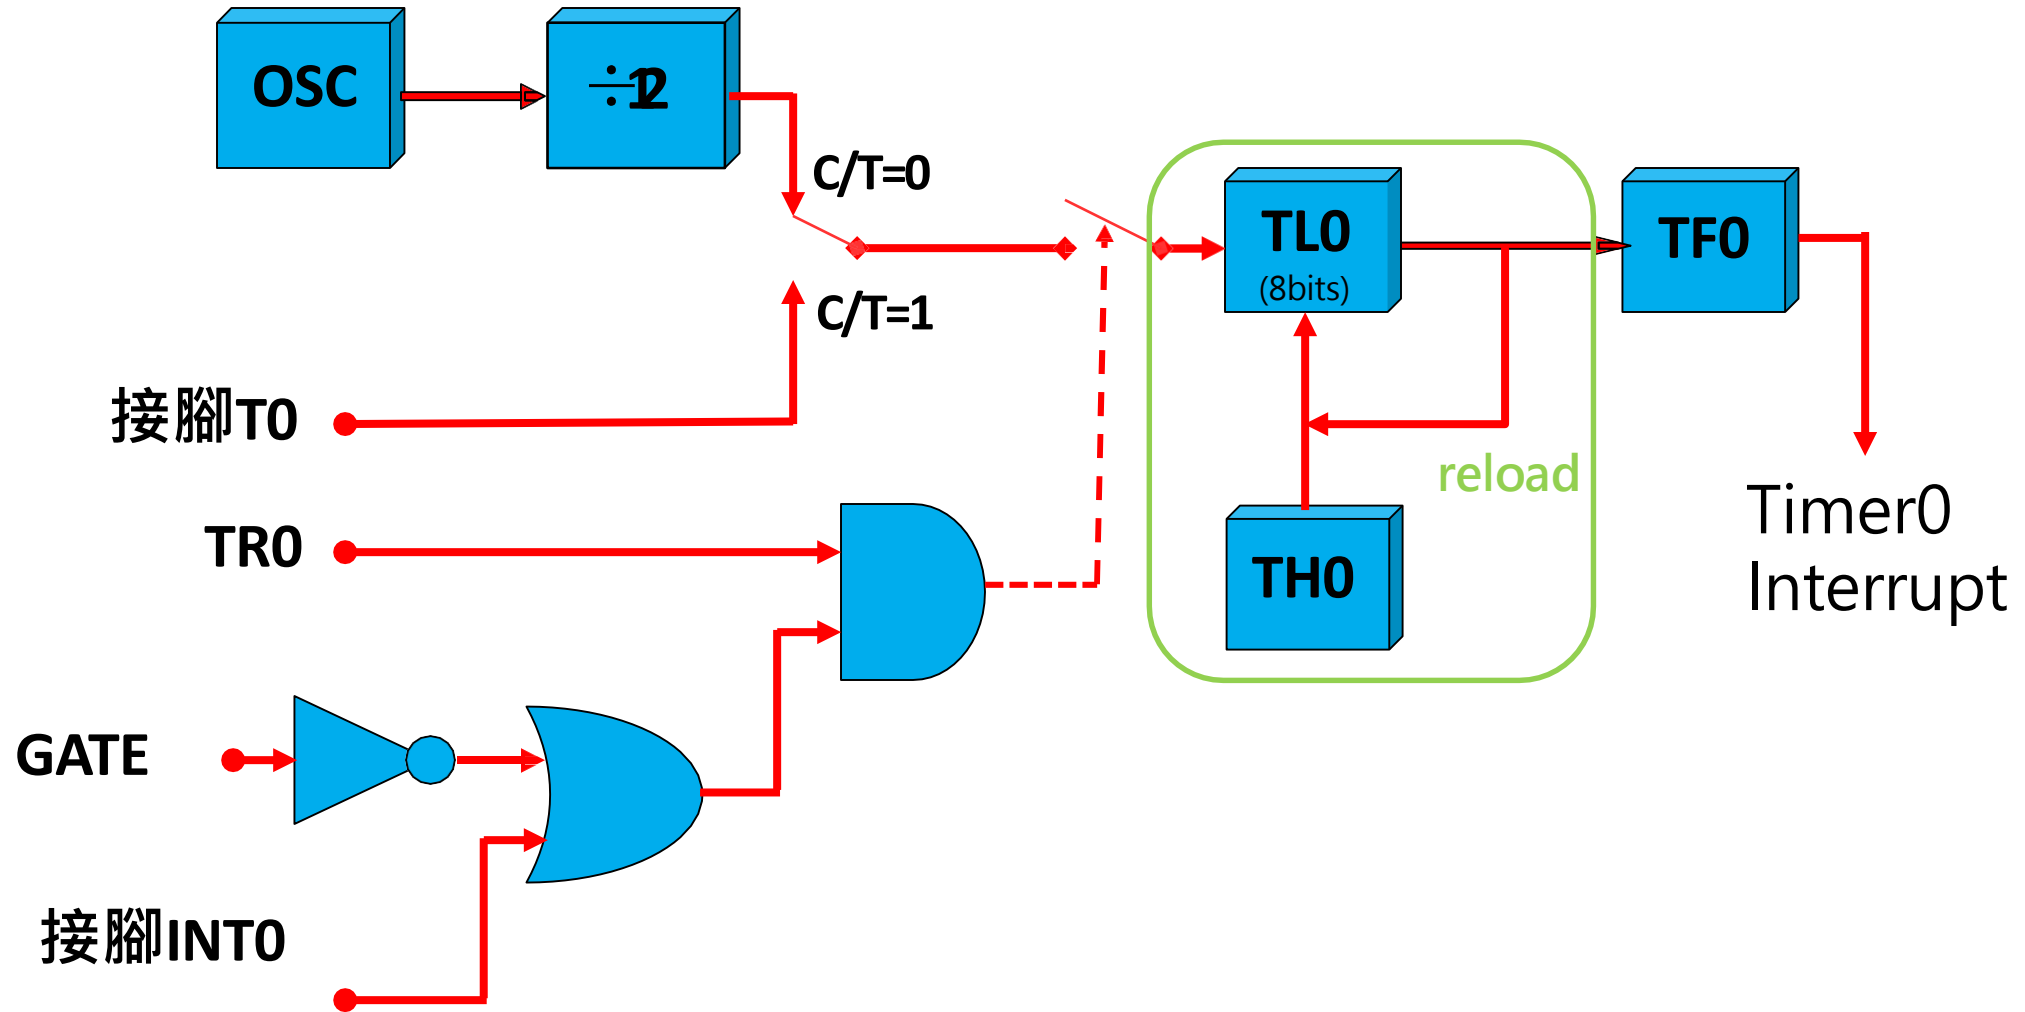 OSC
÷12
C/T=0
TL0
(8bits)
TF0
C/T=1
接腳T0
reload
TR0
TH0
Timer0
Interrupt
GATE
接腳INT0